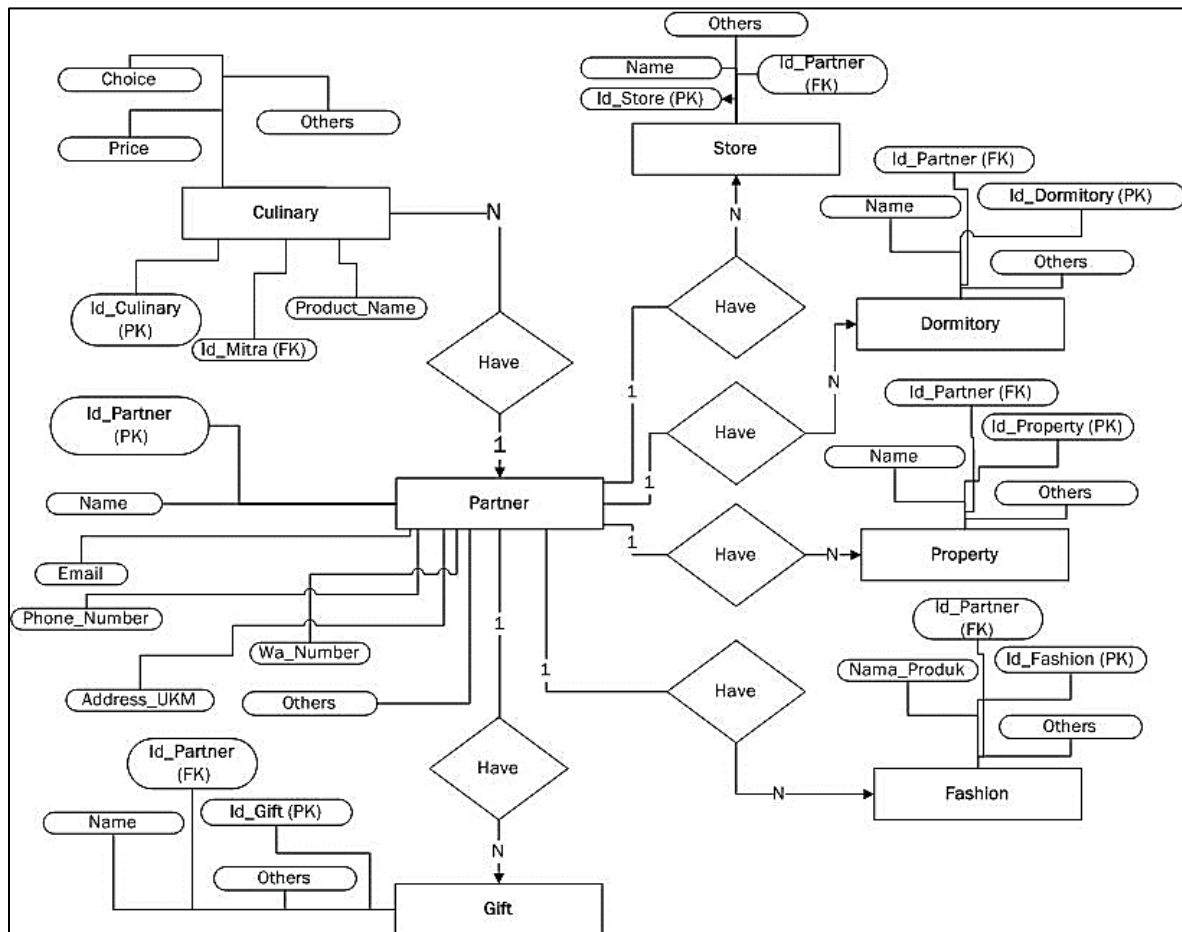 Others
Name
Id_Partner
(FK)
Id_Store (PK)
Store
Choice
Others
Price
Culinary
N
Id_Culinary
(PK)
Id_Mitra (FK)
Product_Name
Have
1
Id_Partner (FK)
Name
Id_Dormitory (PK)
Others
Dormitory
N
Have
1
N
Have
1
Id_Partner (FK)
Id_Property (PK)
Name
Others
Property
N
Have
1
Id_Partner
(PK)
Name
Partner
Email
Phone_Number
Wa_Number
Address_UKM
Others
1
Have
N
1
Have
N
Id_Partner
(FK)
Id_Fashion (PK)
Nama_Produk
Others
Fashion
Id_Partner
(FK)
Name
Id_Gift (PK)
Others
Gift